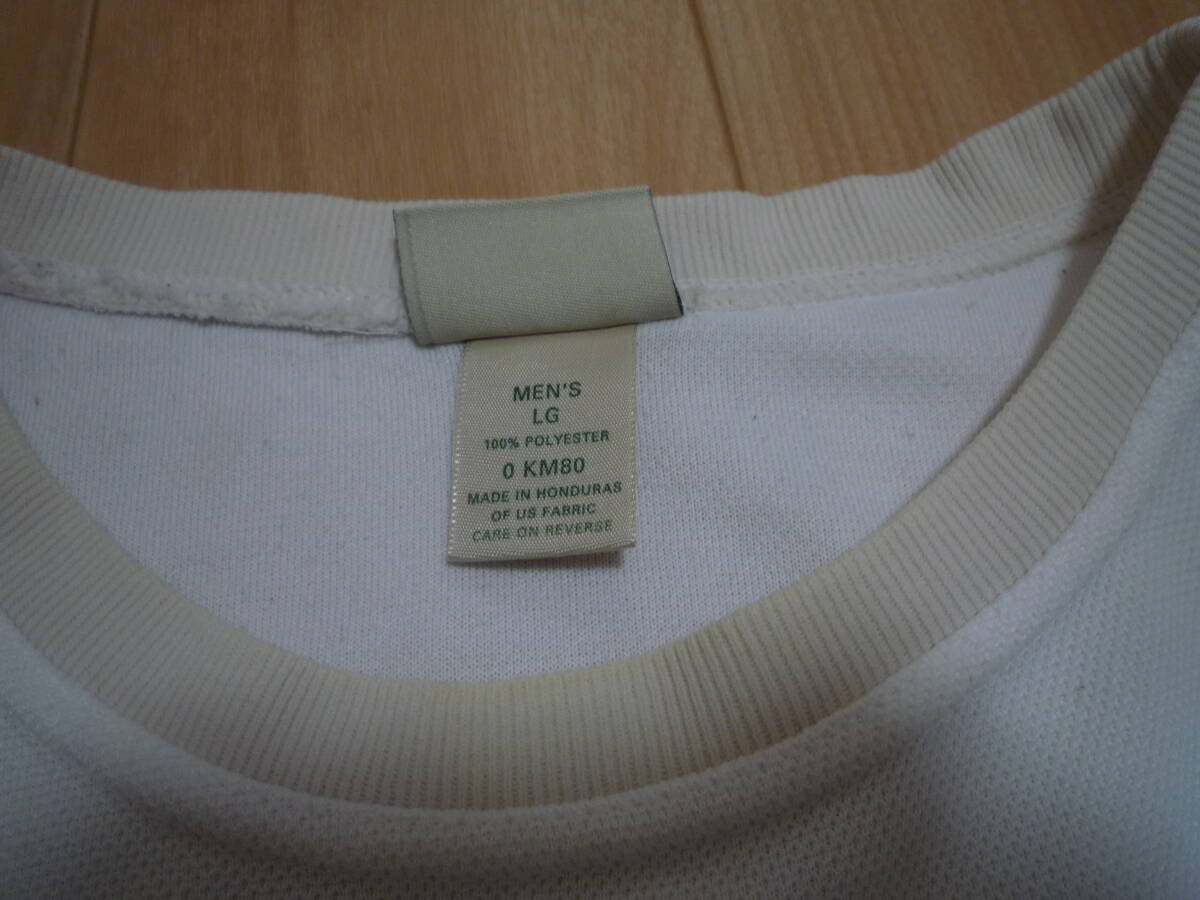 MEN'S
LG
100% POLYESTER
0 KM80
MADE IN HONDURAS
OF US FABRIC
CARE ON REVERSE